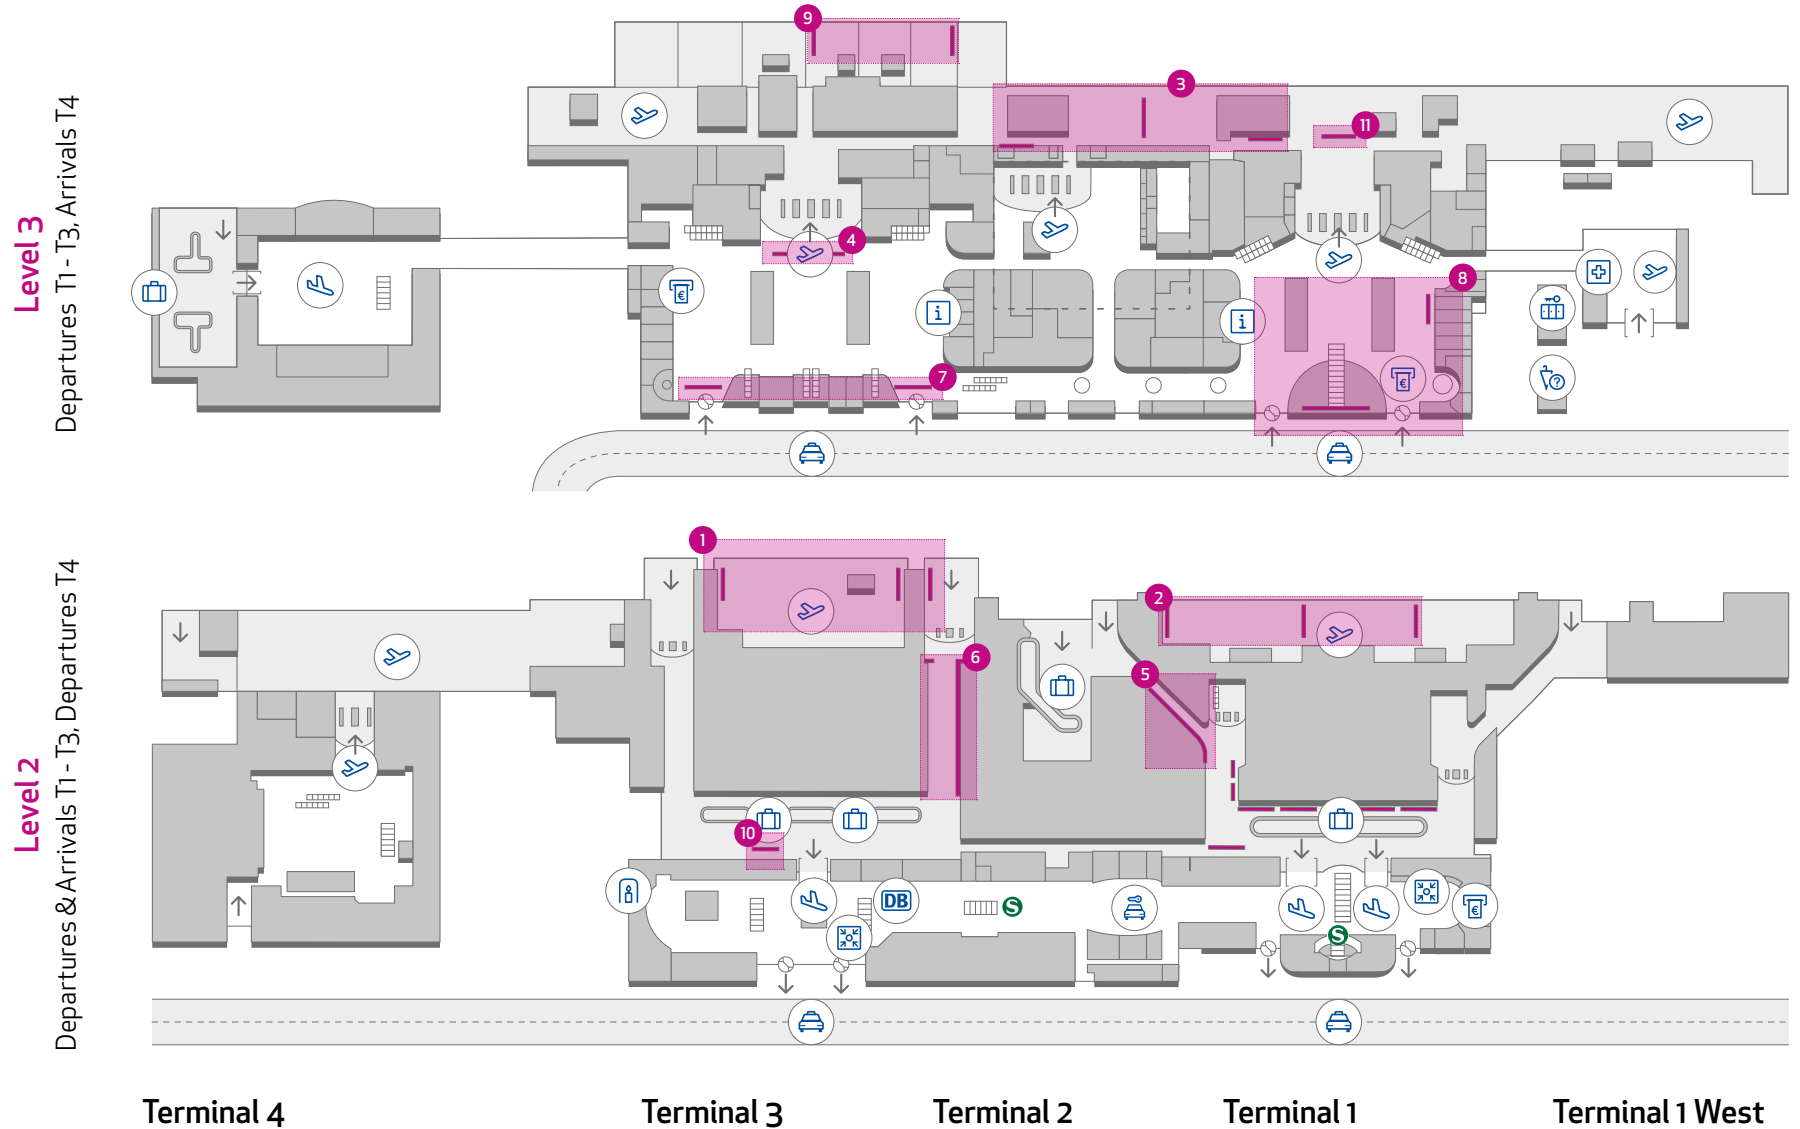 Level 3
Departures T1 - T3, Arrivals T4
9
3
11
4
8
7
i
i
€
€
?
Level 2
Departures & Arrivals T1 - T3, Departures T4
1
2
6
5
10
DB
S
S
€
Terminal 4
Terminal 3
Terminal 2
Terminal 1
Terminal 1 West